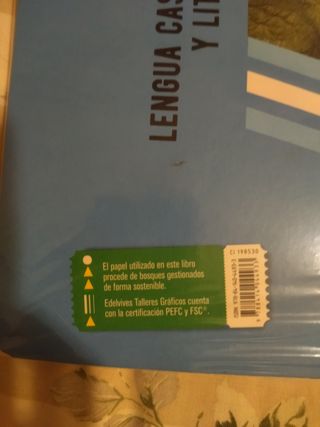 LENGUA CAS
Y LIT
El papel utilizado en este libro
procede de bosques gestionados
de forma sostenible.
Edelvives Talleres Gráficos cuenta
con la certificación PEFC y FSC®.
CI 198530